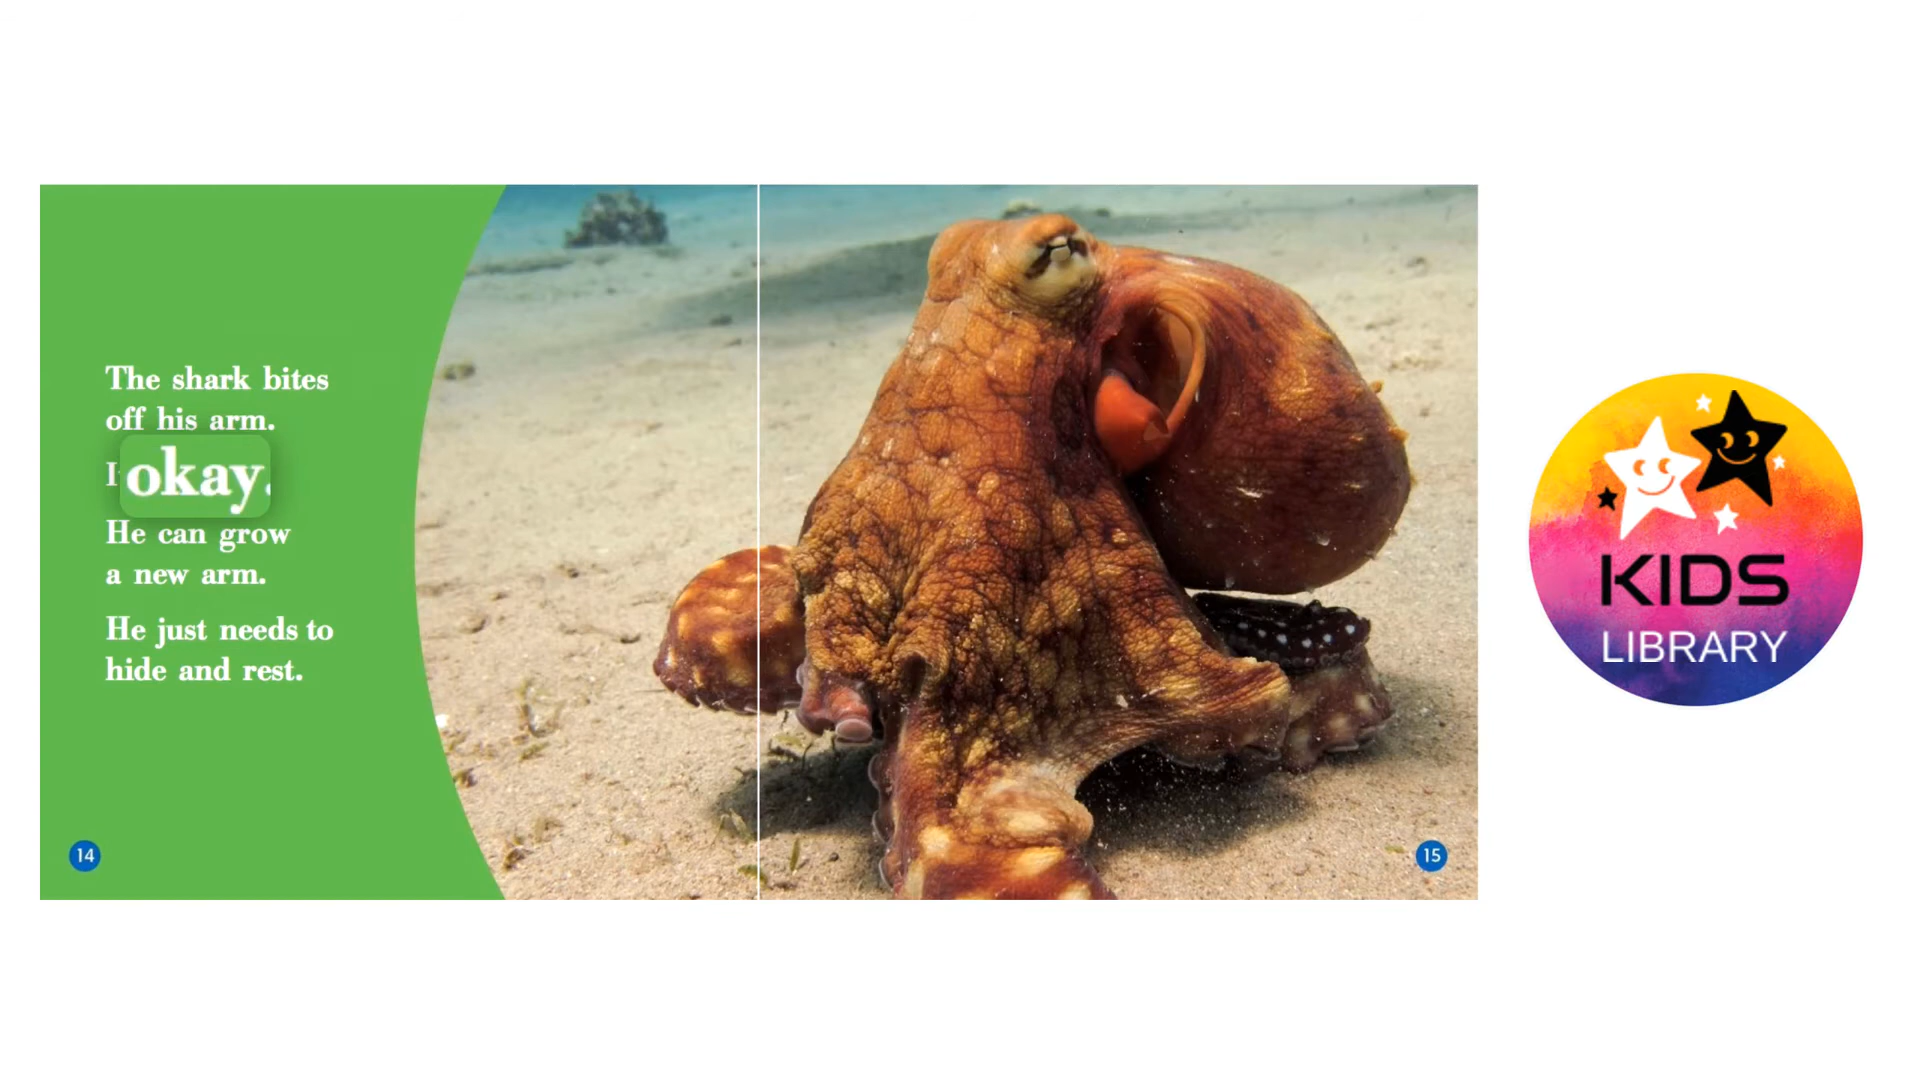 The shark bites
off his arm.
okay.
He can grow
a new arm.
He just needs to
hide and rest.
14
15
KIDS
LIBRARY